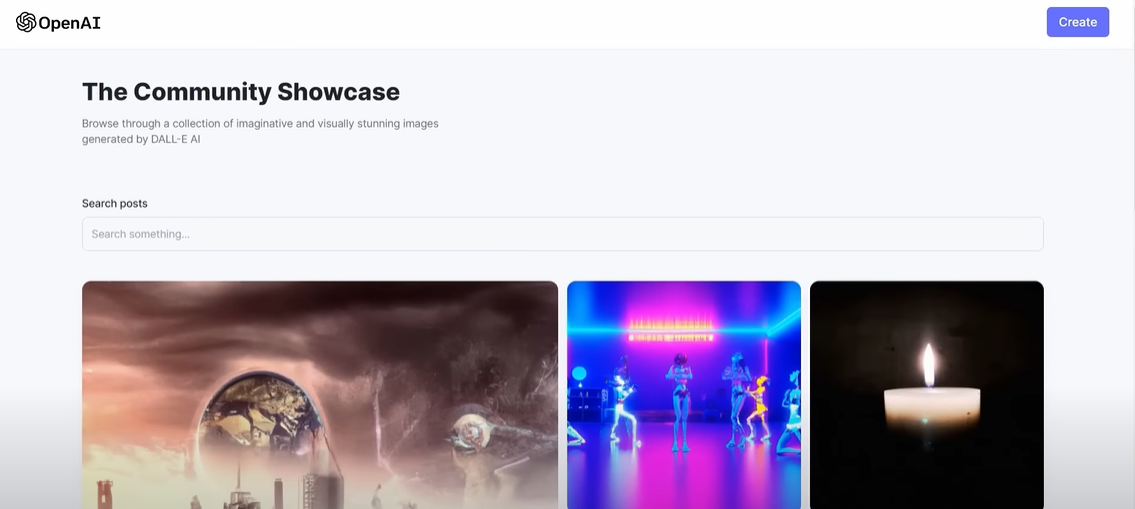 OpenAI
Create
The Community Showcase
Browse through a collection of imaginative and visually stunning images
generated by DALL-E AI
Search posts
Search something...